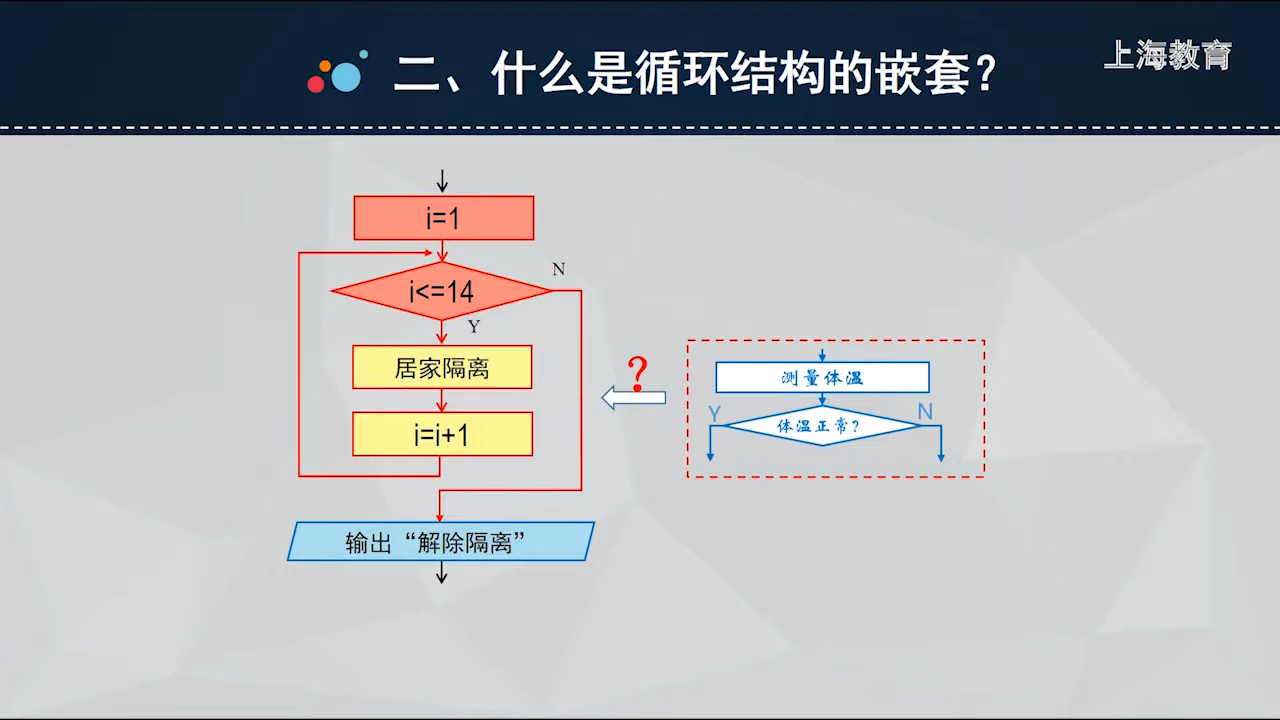 二、什么是循环结构的嵌套?
上海教育
i=1
i<=14
N
Y
居家隔离
i=i+1
输出“解除隔离”
?
测量体温
体温正常?
Y
N